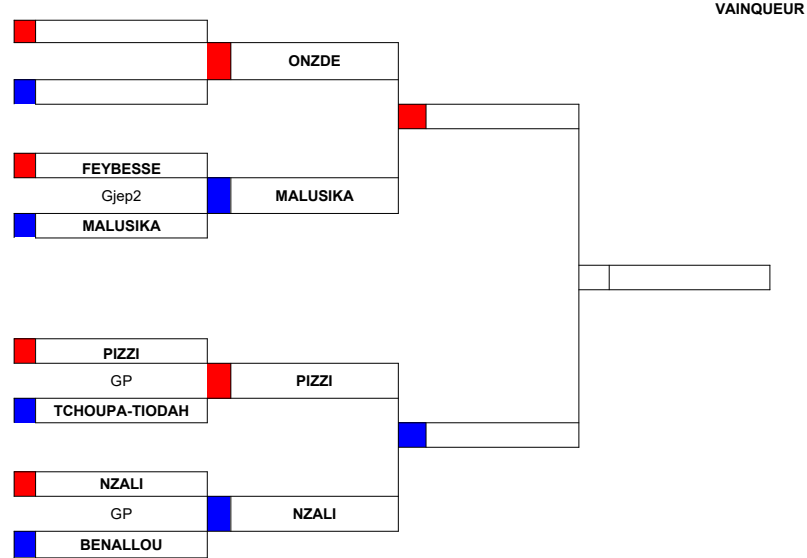 VAINQUEUR
ONZDE
FEYBESSE
Gjep2
MALUSIKA
MALUSIKA
PIZZI
GP
PIZZI
TCHOUPA-TIODAH
NZALI
GP
NZALI
BENALLOU